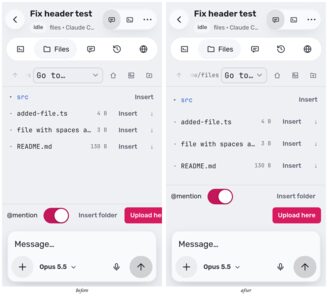 Fix header test
idle files • Claude C...
Files
Go to...
src Insert
added-file.ts 4 B Insert ↓
file with spaces a... 3 B Insert ↓
README.md 130 B Insert ↓
@mention Insert folder Upload he
Message...
Opus 5.5
before
Fix header test
idle files • Claude C...
Files
/files Go to...
src Insert
added-file.ts 4 B Insert ↓
file with spaces a... 3 B Insert ↓
README.md 130 B Insert ↓
@mention Insert folder
Upload here
Message...
Opus 5.5
after